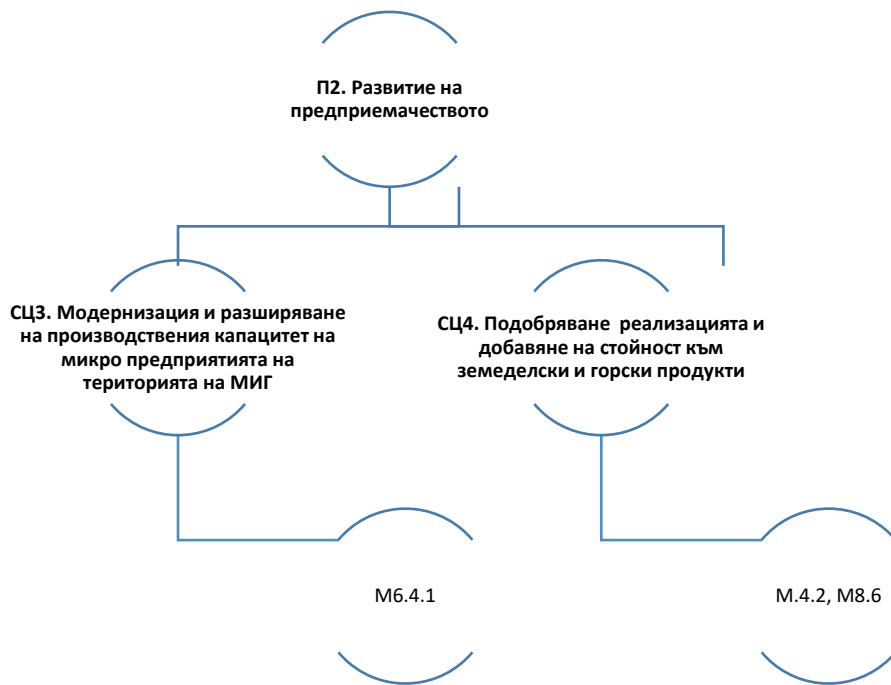 П2. Развитие на
предприемачеството
СЦ3. Модернизация и разширяване
на производствения капацитет на
микро предприятията на
територията на МИГ
СЦ4. Подобряване реализацията и
добавяне на стойност към
земеделски и горски продукти
М6.4.1
М.4.2, М8.6